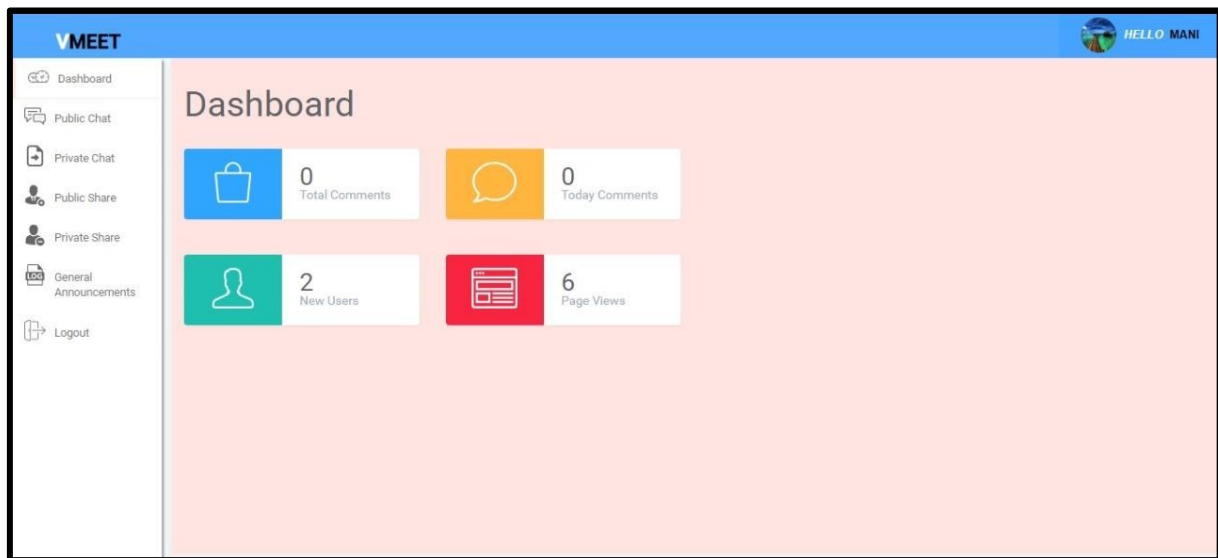 VMEET
HELLO MANI
Dashboard
Public Chat
Private Chat
Public Share
Private Share
LOG
General
Announcements
Logout
Dashboard
0
Total Comments
0
Today Comments
2
New Users
6
Page Views